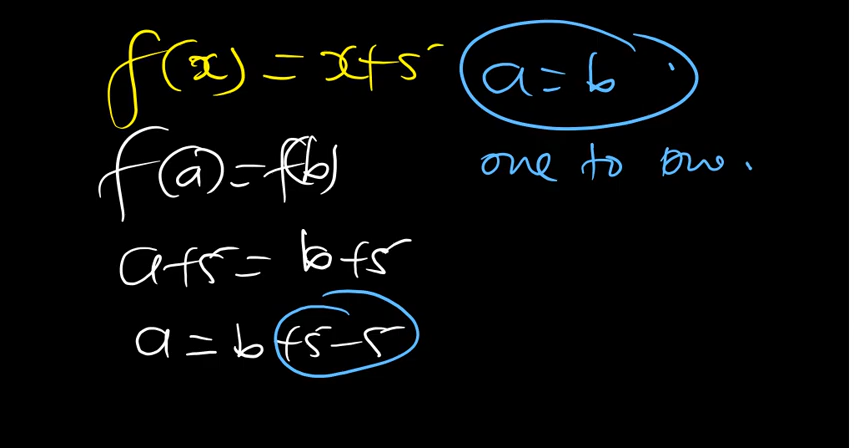 f(x) = x+5
a = b
f(a) = f(b)
one to one.
a+5 = b+5
a = b+5-5